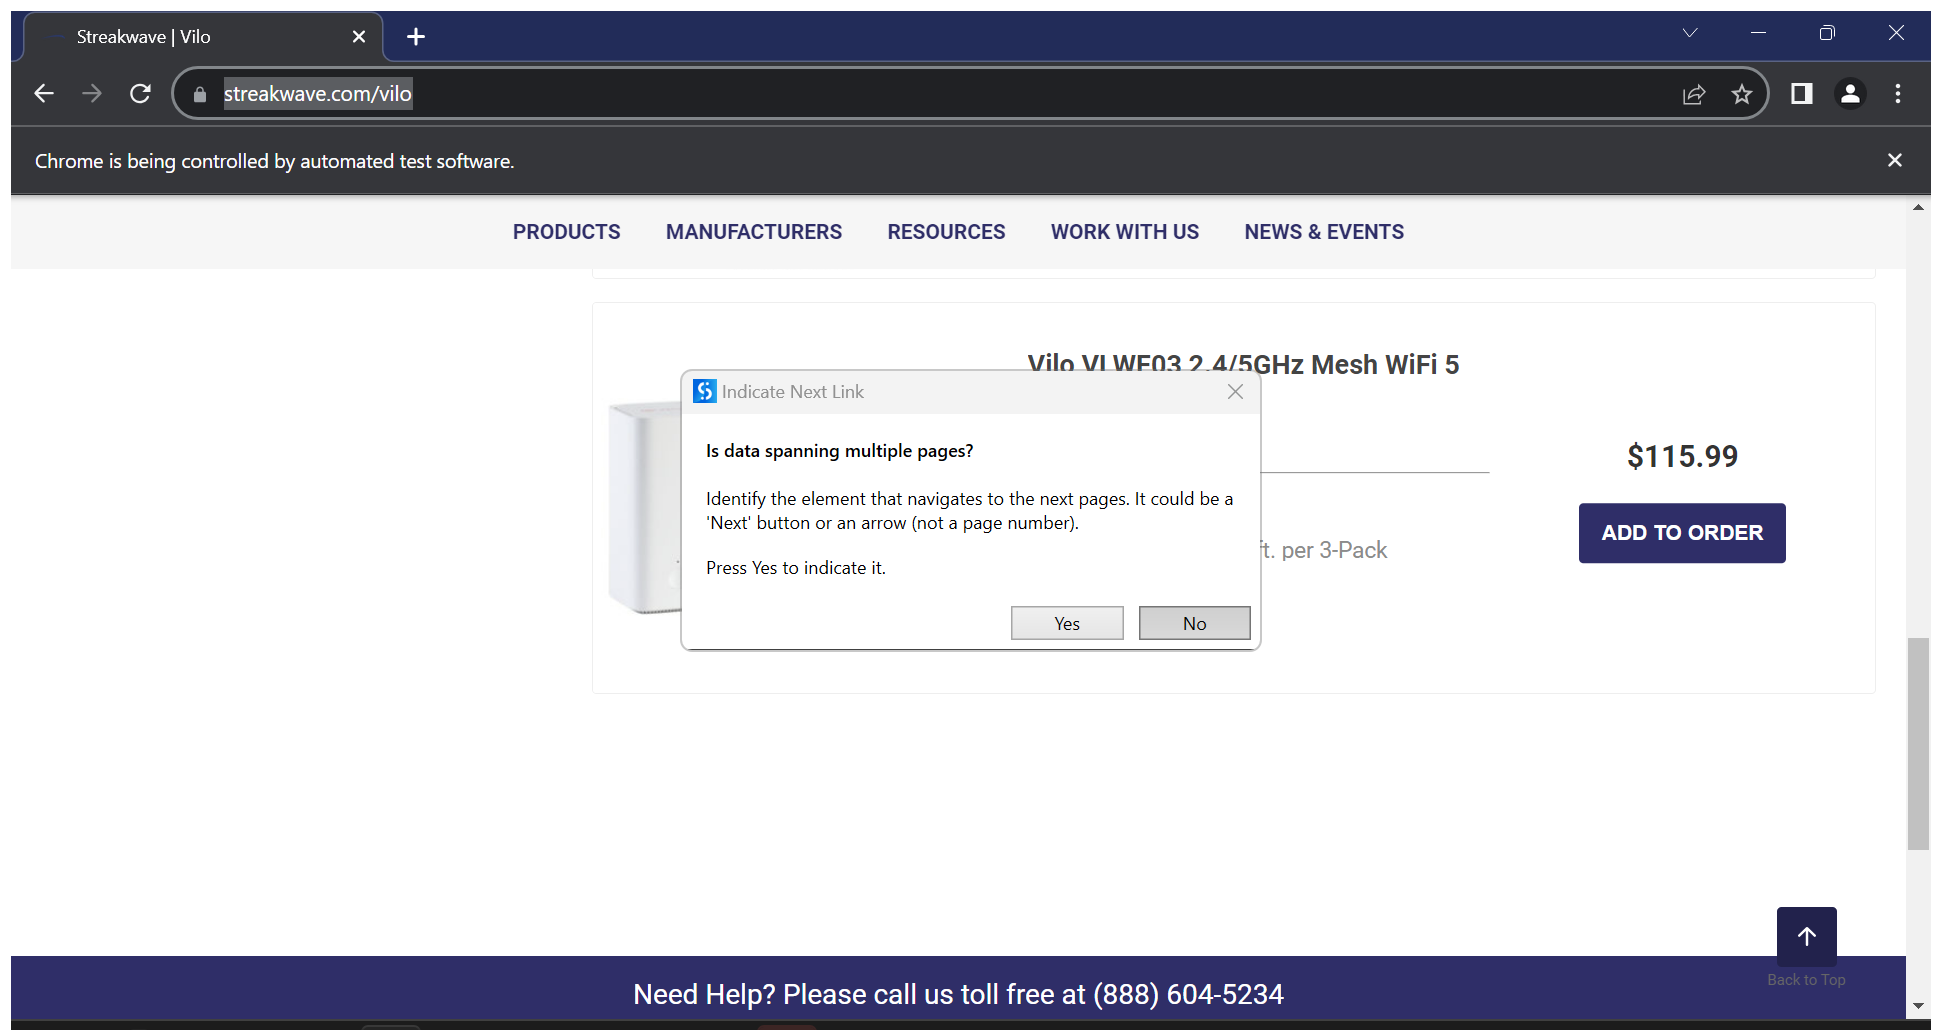 Streakwave | Vilo
streakwave.com/vilo
Chrome is being controlled by automated test software.
PRODUCTS MANUFACTURERS RESOURCES WORK WITH US NEWS & EVENTS
Vilo VLWF03 2.4/5GHz Mesh WiFi 5
Indicate Next Link
Is data spanning multiple pages?
$115.99
Identify the element that navigates to the next pages. It could be a
'Next' button or an arrow (not a page number).
ADD TO ORDER
ft. per 3-Pack
Press Yes to indicate it.
Yes No
Back to Top
Need Help? Please call us toll free at (888) 604-5234